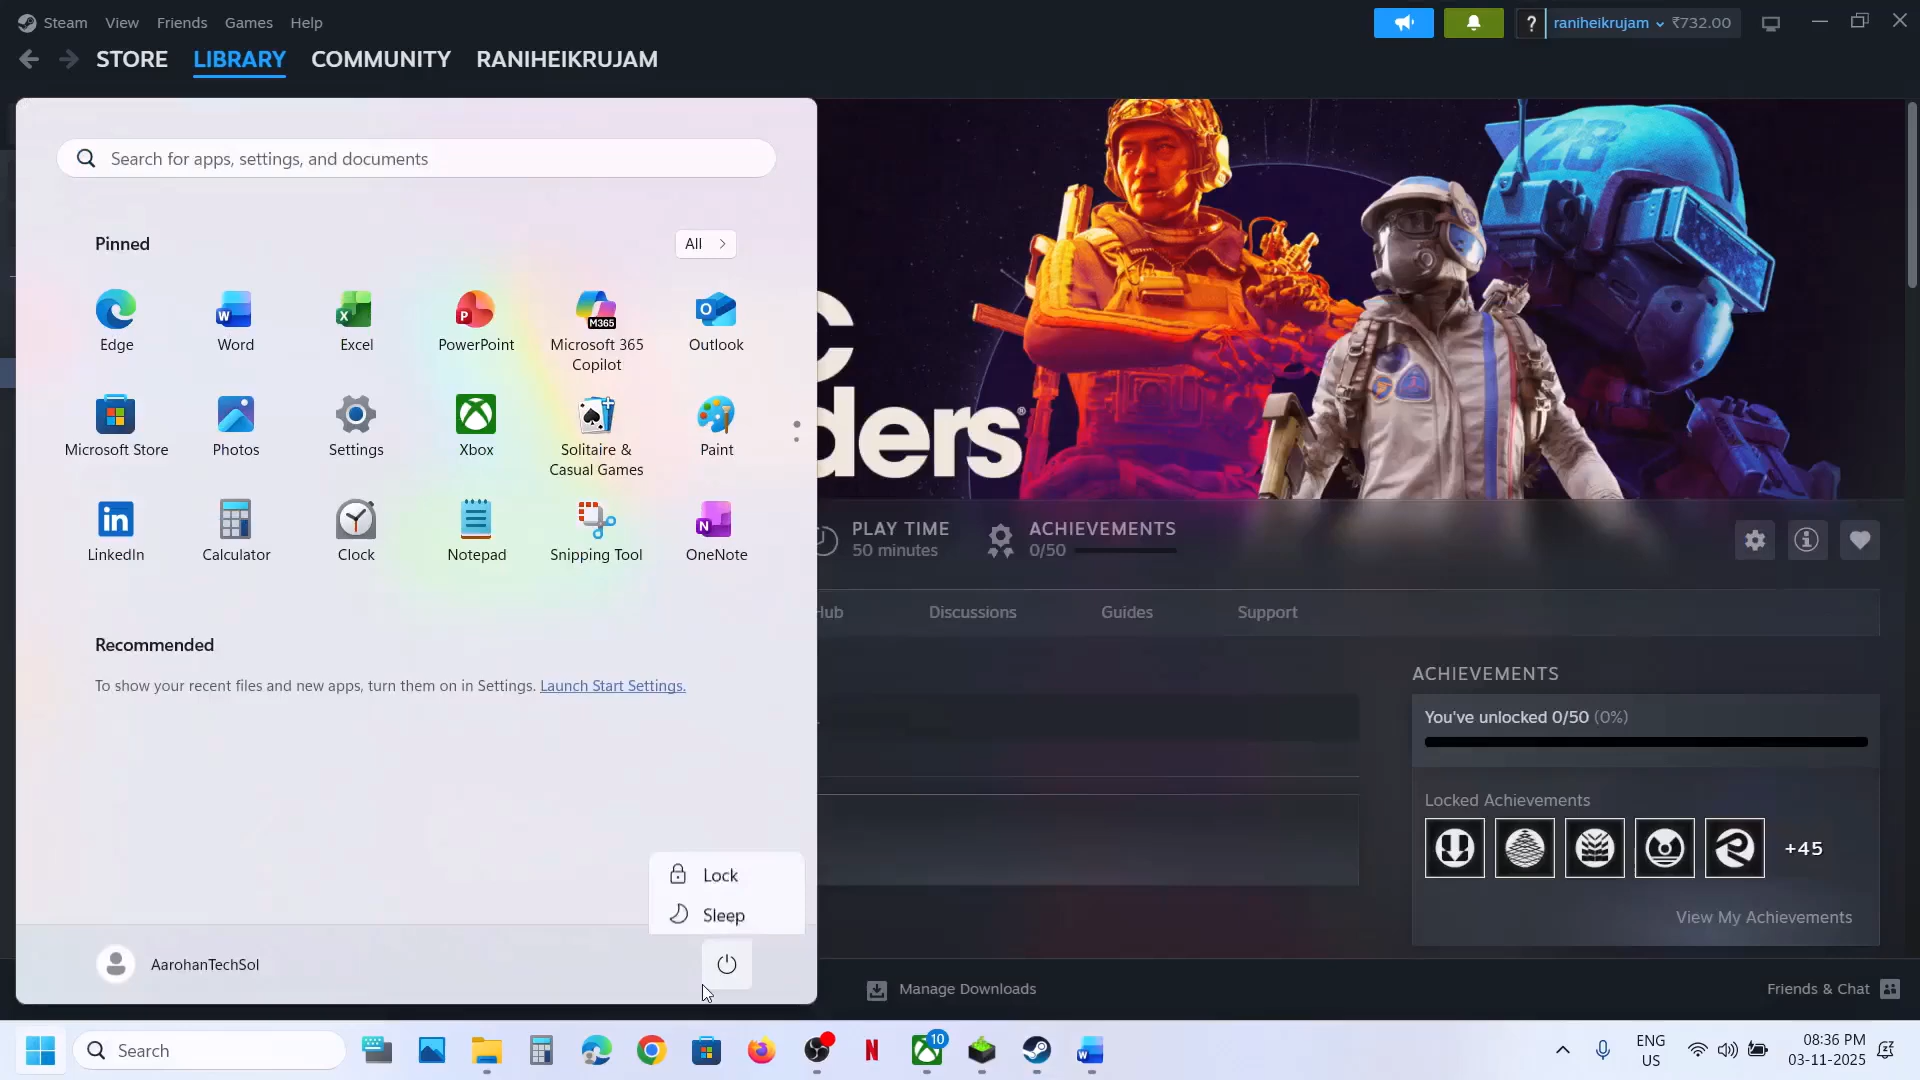 Steam View Friends Games Help
? raniheikrujam ₹732.00
STORE LIBRARY COMMUNITY RANIHEIKRUJAM
Search for apps, settings, and documents
Pinned
All
Edge Word Excel PowerPoint Microsoft 365 Copilot Outlook
M365
Microsoft Store Photos Settings Xbox Solitaire & Casual Games Paint
LinkedIn Calculator Clock Notepad Snipping Tool OneNote
Recommended
To show your recent files and new apps, turn them on in Settings. Launch Start Settings.
Lock
Sleep
AarohanTechSol
C
ders®
28
PLAY TIME
50 minutes
ACHIEVEMENTS
0/50
Hub Discussions Guides Support
ACHIEVEMENTS
You've unlocked 0/50 (0%)
Locked Achievements
+45
View My Achievements
Manage Downloads
Friends & Chat
Search
10
ENG
US
08:36 PM
03-11-2025